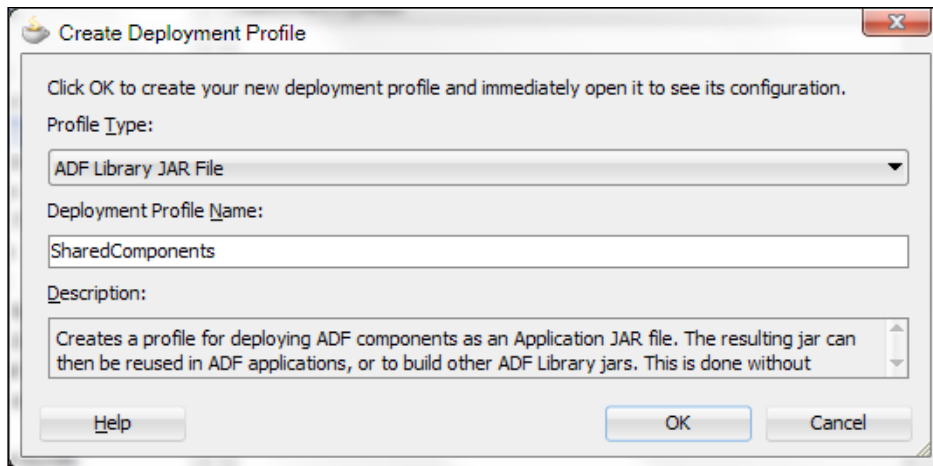 Create Deployment Profile
Click OK to create your new deployment profile and immediately open it to see its configuration.
Profile Type:
ADF Library JAR File
Deployment Profile Name:
SharedComponents
Description:
Creates a profile for deploying ADF components as an Application JAR file. The resulting jar can
then be reused in ADF applications, or to build other ADF Library jars. This is done without
Help OK Cancel